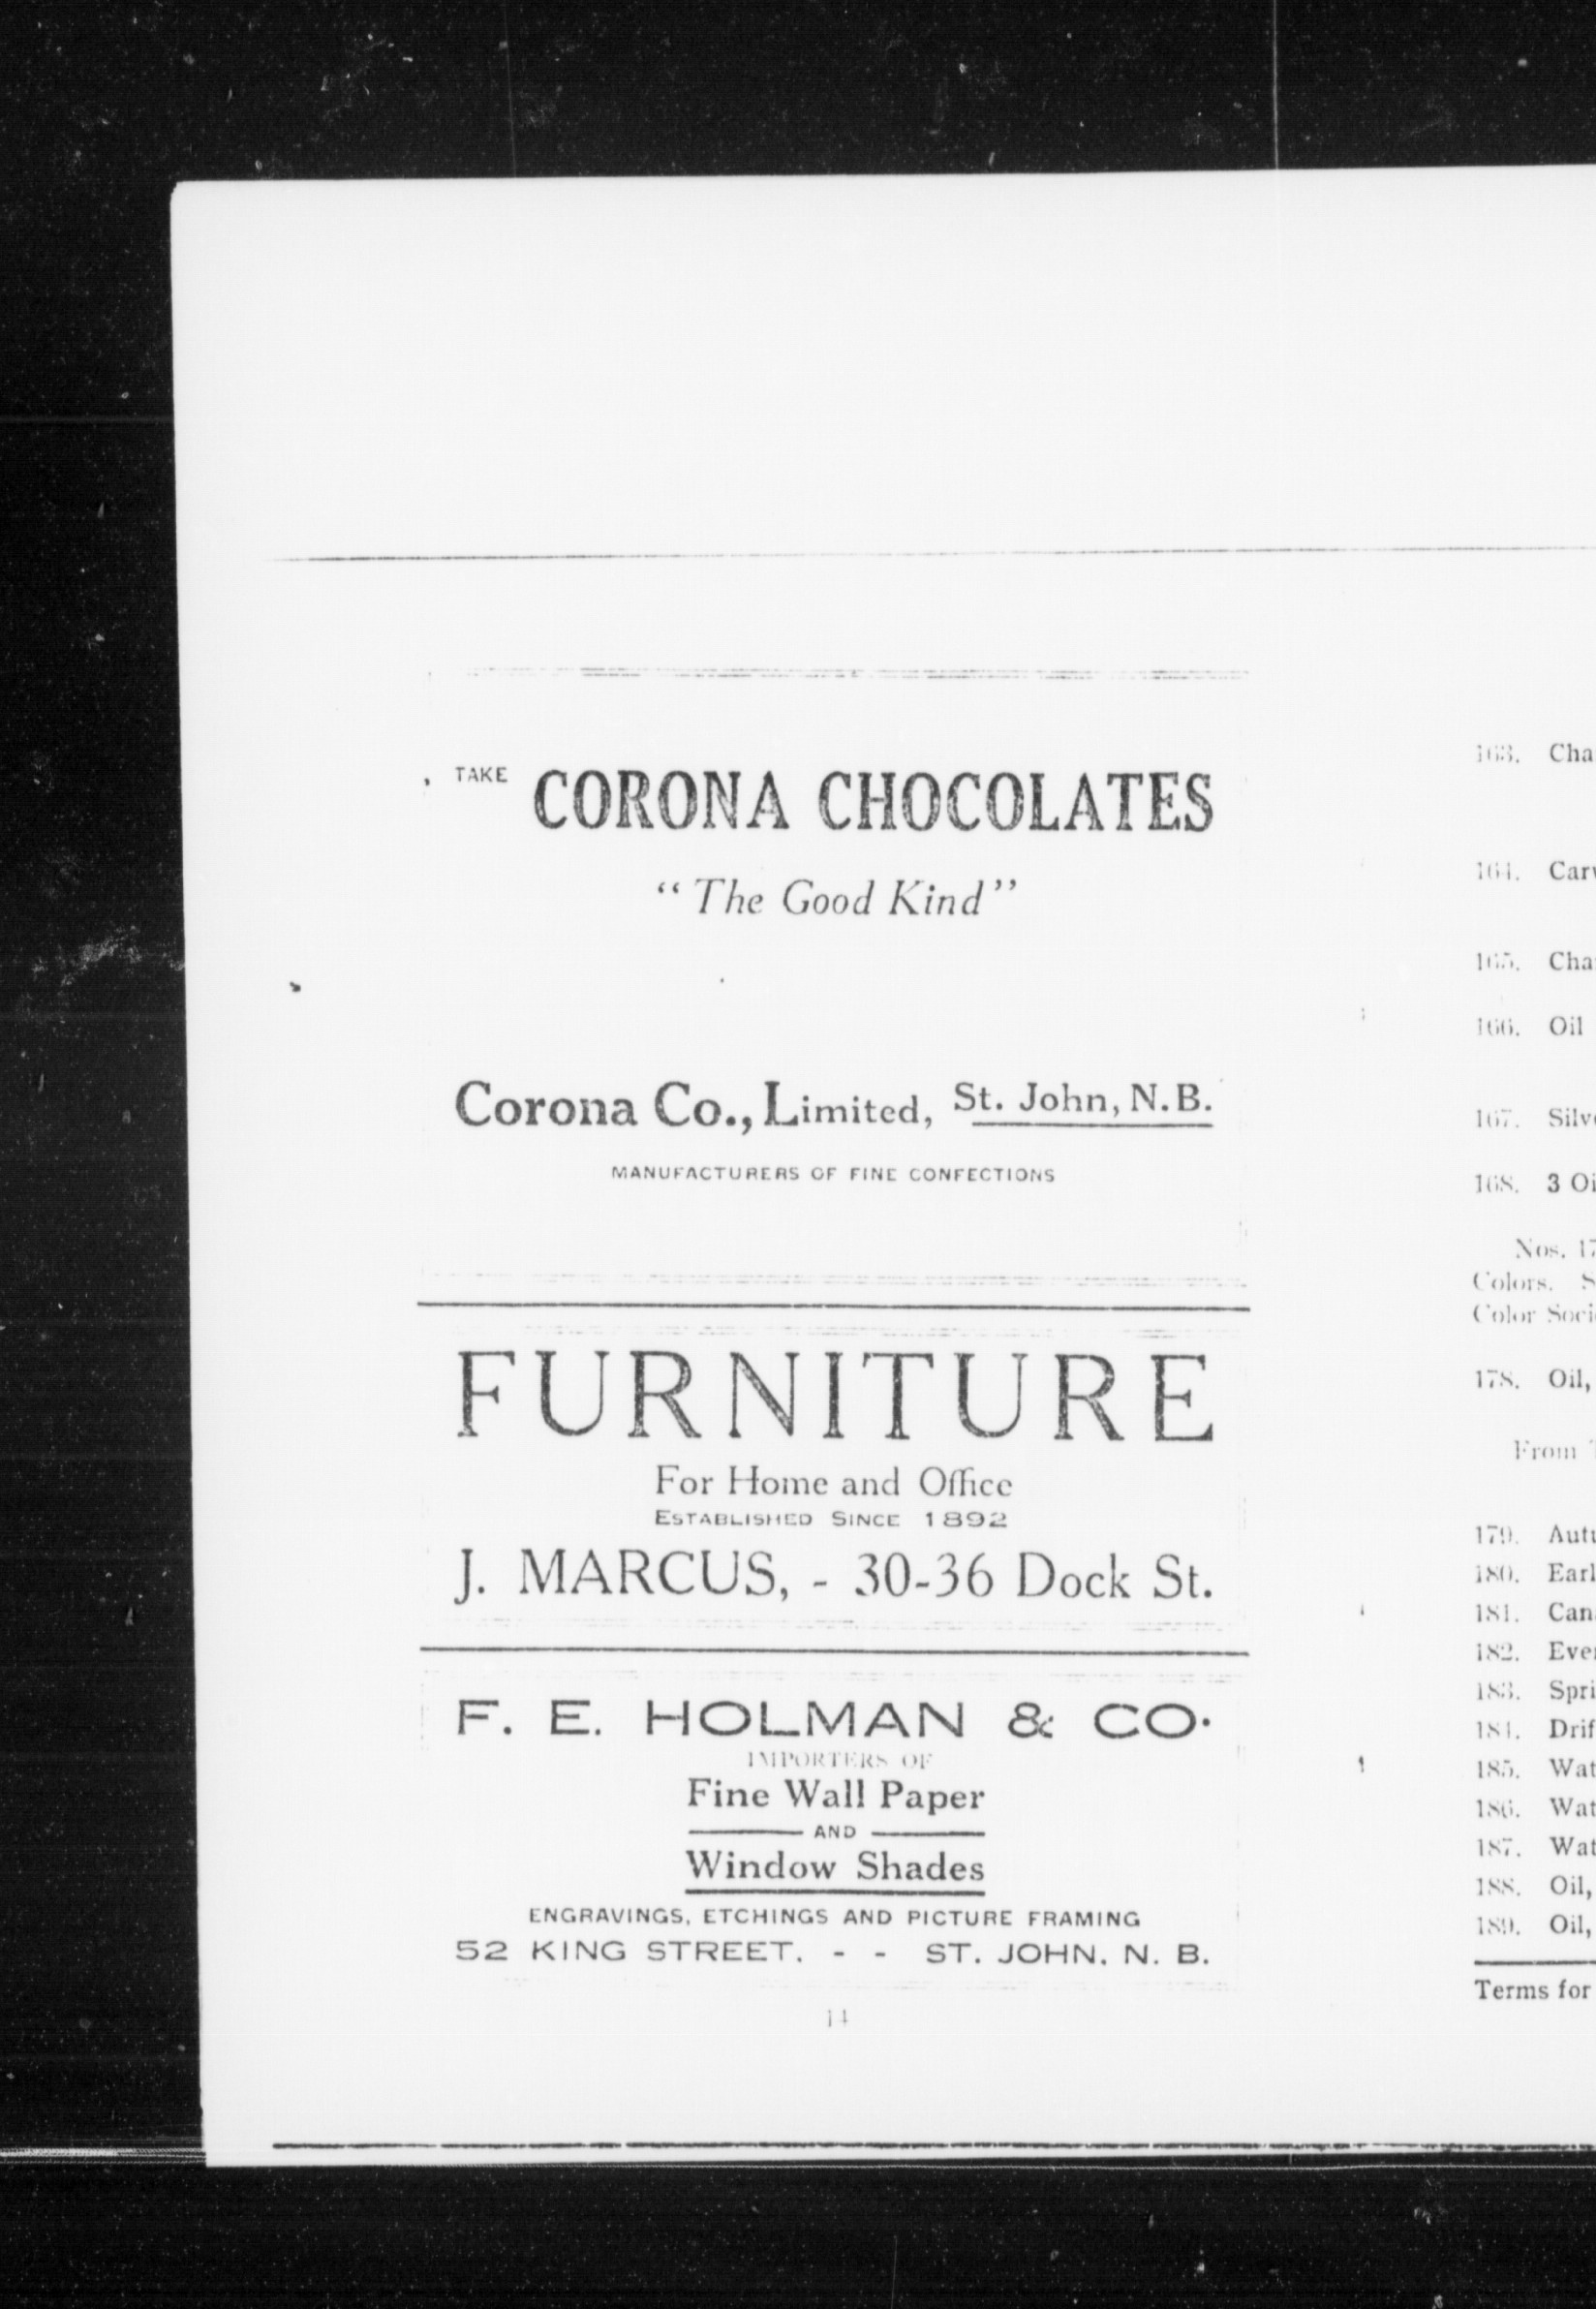 TAKE CORONA CHOCOLATES
"The Good Kind"
Corona Co., Limited, St. John, N.B.
MANUFACTURERS OF FINE CONFECTIONS
FURNITURE
For Home and Office
ESTABLISHED SINCE 1892
J. MARCUS, - 30-36 Dock St.
F. E. HOLMAN & CO.
IMPORTERS OF
Fine Wall Paper
AND
Window Shades
ENGRAVINGS, ETCHINGS AND PICTURE FRAMING
52 KING STREET. - - ST. JOHN, N. B.
14
163. Cha
164.
165. Cha
166. Oil
167. Silv
168. 3 Oi
Nos. 17
Colors. S
Color Soci
178. Oil,
From
179. Autu
180. Earl
181. Can
182. Eve
183. Spri
184. Drif
185. Wat
186. Wat
187. Wat
188. Oil,
189. Oil,
Terms for